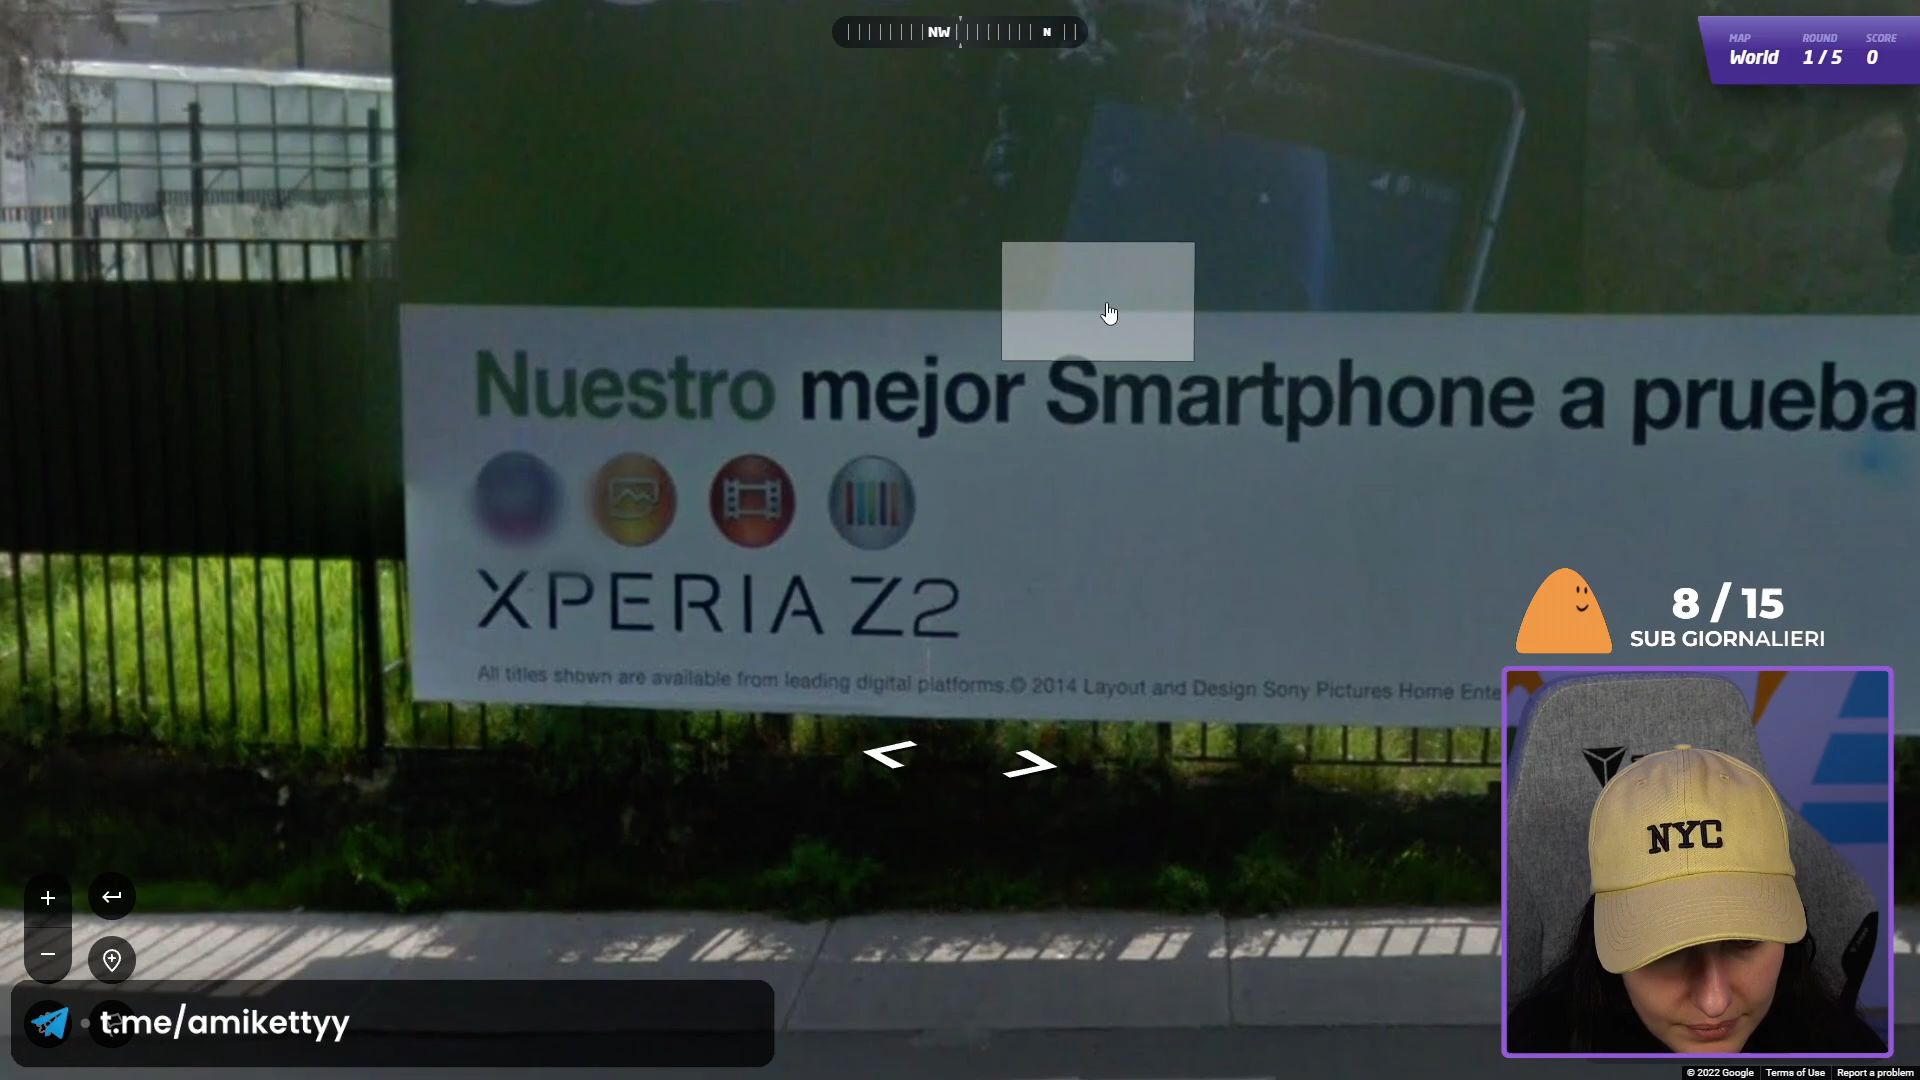 NW N
MAP ROUND SCORE
World 1 / 5 0
Nuestro mejor Smartphone a prueba
XPERIA Z2
All titles shown are available from leading digital platforms.© 2014 Layout and Design Sony Pictures Home Ente
8 / 15
SUB GIORNALIERI
NYC
t.me/amikettyy
© 2022 Google Terms of Use Report a problem